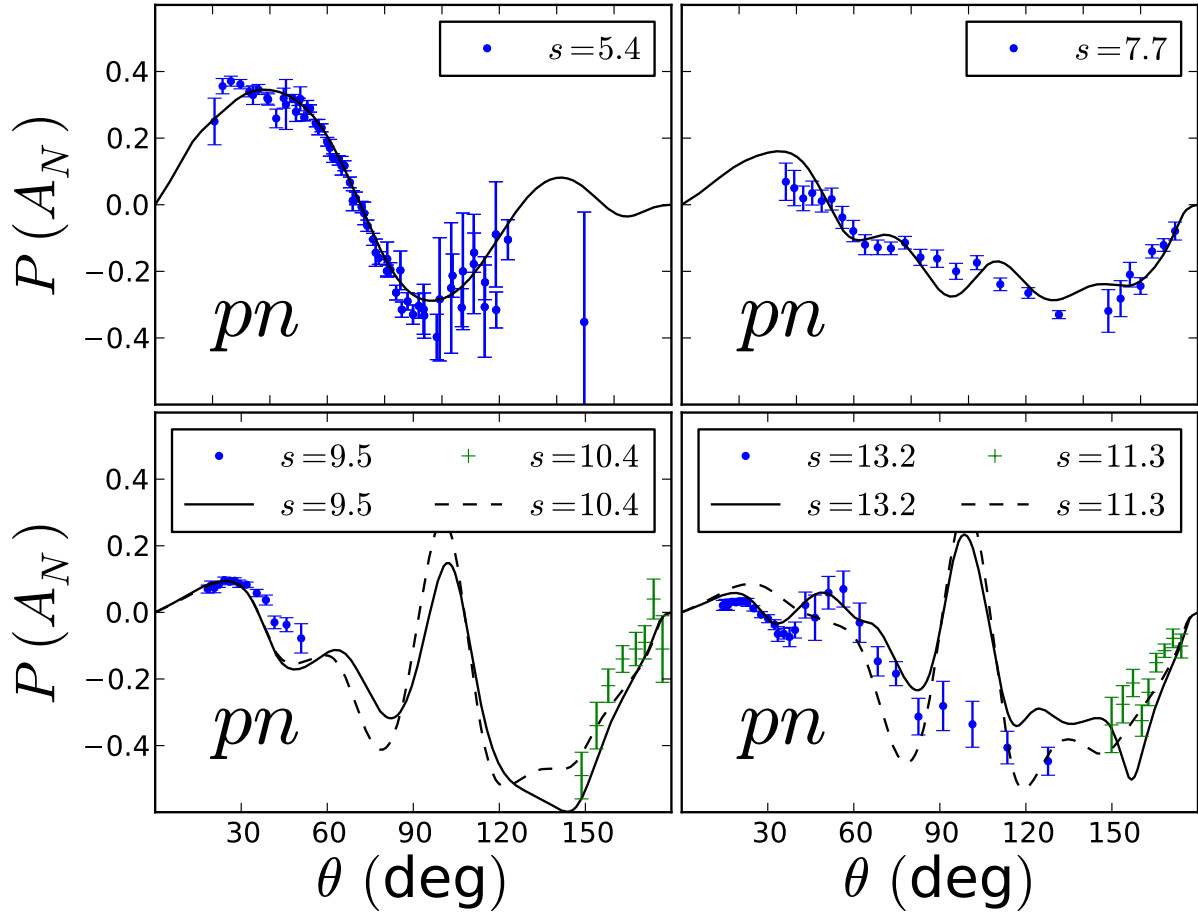 s=5.4
s=7.7
0.4
0.2
0.0
−0.2
−0.4
P (A_N)
pn
pn
s=9.5 s=10.4
s=9.5 s=10.4
s=13.2 s=11.3
s=13.2 s=11.3
0.4
0.2
0.0
−0.2
−0.4
P (A_N)
pn
pn
30 60 90 120 150
30 60 90 120 150
θ (deg)
θ (deg)